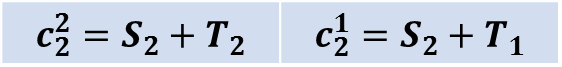 c₂² = S₂ + T₂ c₂¹ = S₂ + T₁